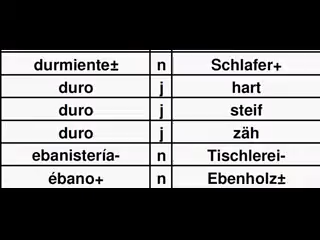 durmiente± n Schlafer+
duro j hart
duro j steif
duro j zäh
ebanistería- n Tischlerei-
ébano+ n Ebenholz±